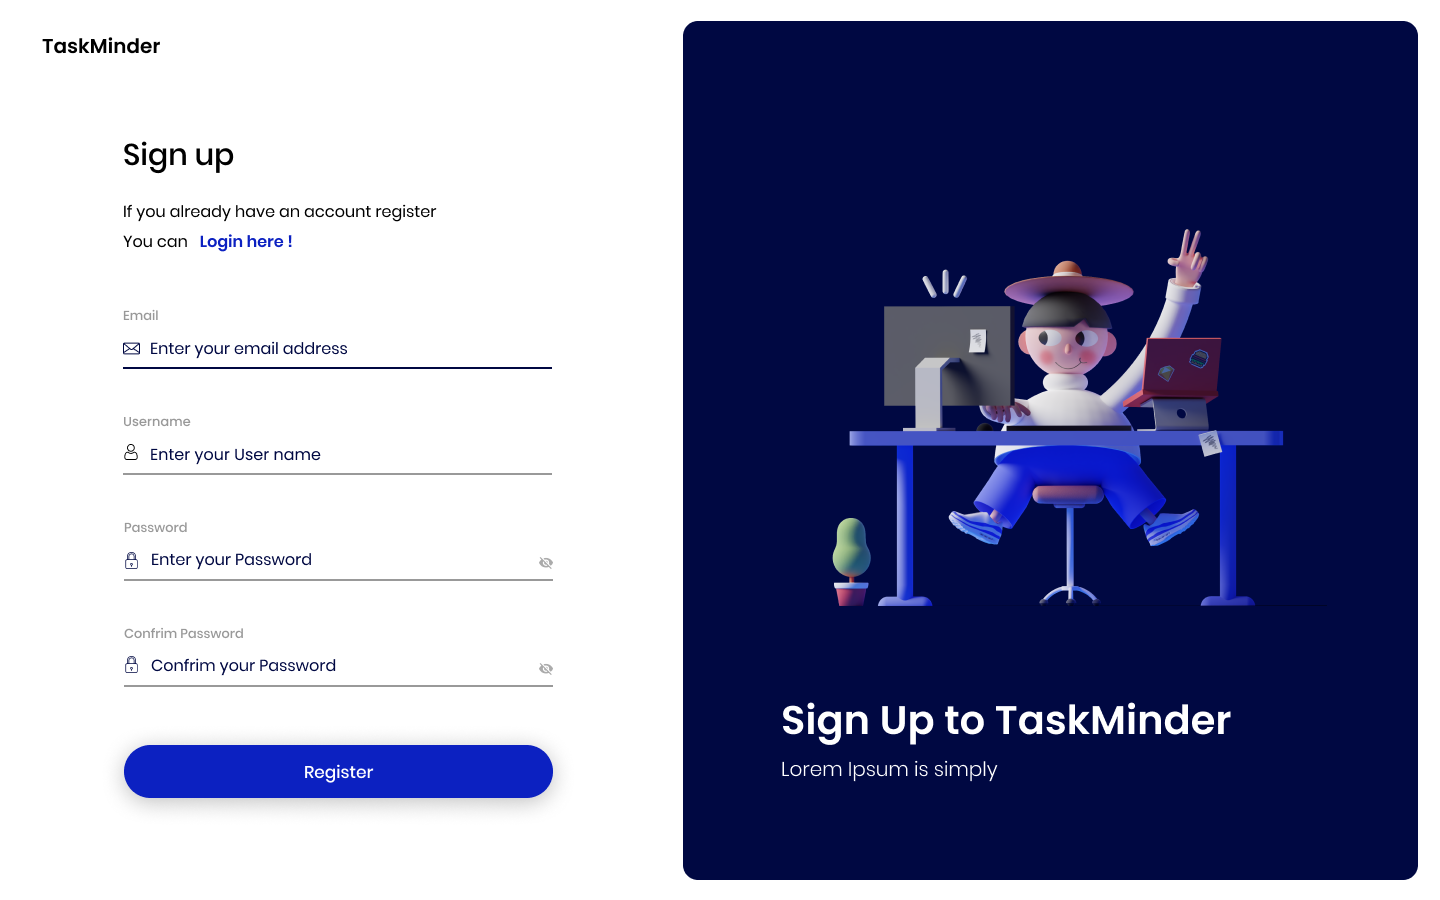 TaskMinder
Sign up
If you already have an account register
You can Login here !
Email
Enter your email address
Username
Enter your User name
Password
Enter your Password
Confrim Password
Confrim your Password
Register
Sign Up to TaskMinder
Lorem Ipsum is simply